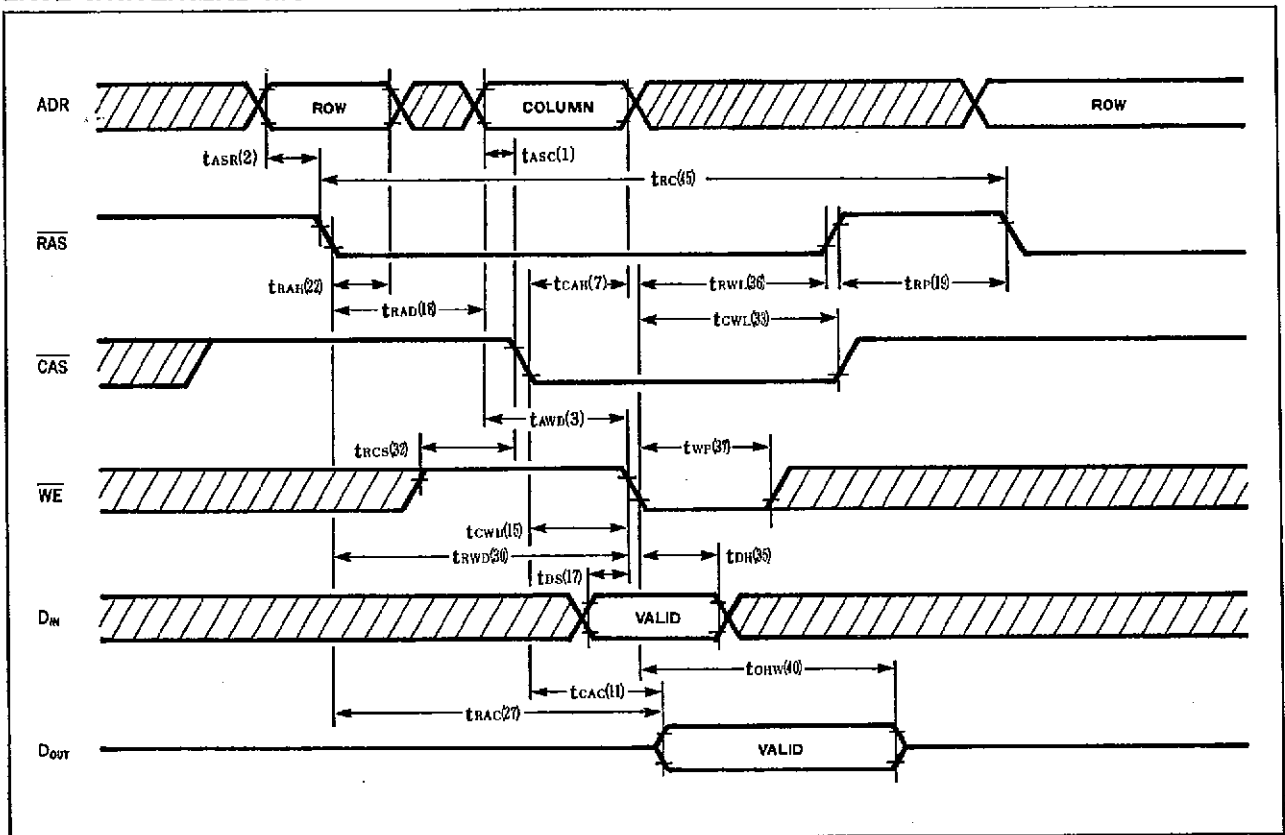 ADR
ROW
COLUMN
ROW
tASR(2)
tASC(1)
tRC(45)
RAS
tRAH(22)
tCAH(7)
tRWL(36)
tRP(19)
tRAD(18)
tCWL(33)
CAS
tAWD(3)
tRCS(32)
tWP(37)
WE
tCWD(15)
tRWD(30)
tDH(35)
tDS(17)
DIN
VALID
tOHW(40)
tCAC(11)
tRAC(27)
DOUT
VALID